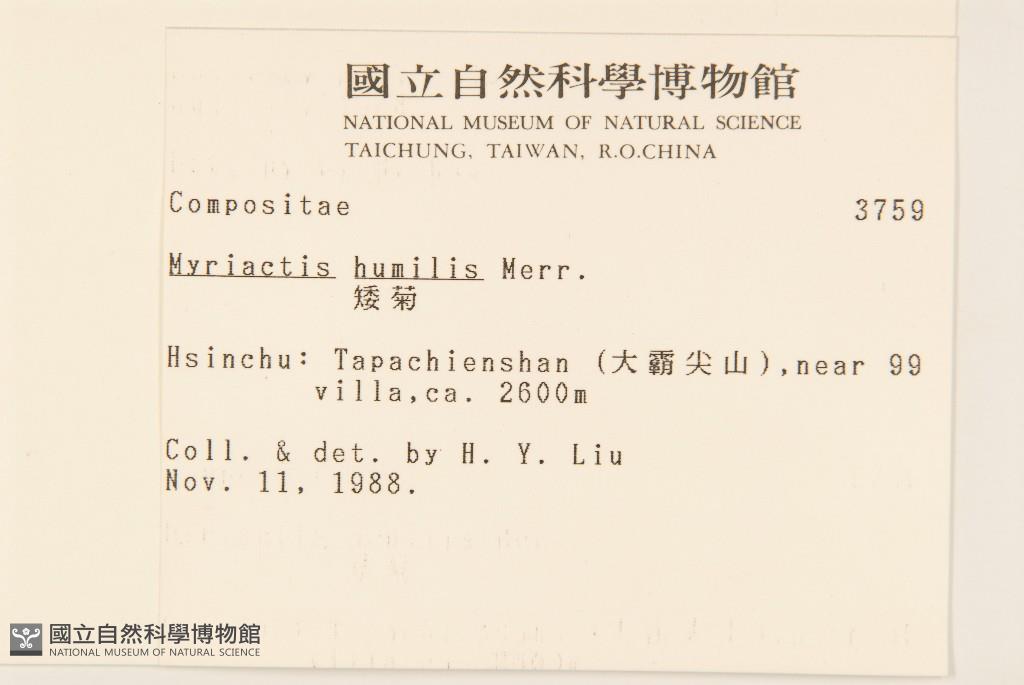 國立自然科學博物館
NATIONAL MUSEUM OF NATURAL SCIENCE
TAICHUNG, TAIWAN, R.O.CHINA
Compositae 3759
Myriactis humilis Merr.
矮菊
Hsinchu: Tapachienshan (大霸尖山),near 99
villa,ca. 2600m
Coll. & det. by H. Y. Liu
Nov. 11, 1988.
國立自然科學博物館
NATIONAL MUSEUM OF NATURAL SCIENCE